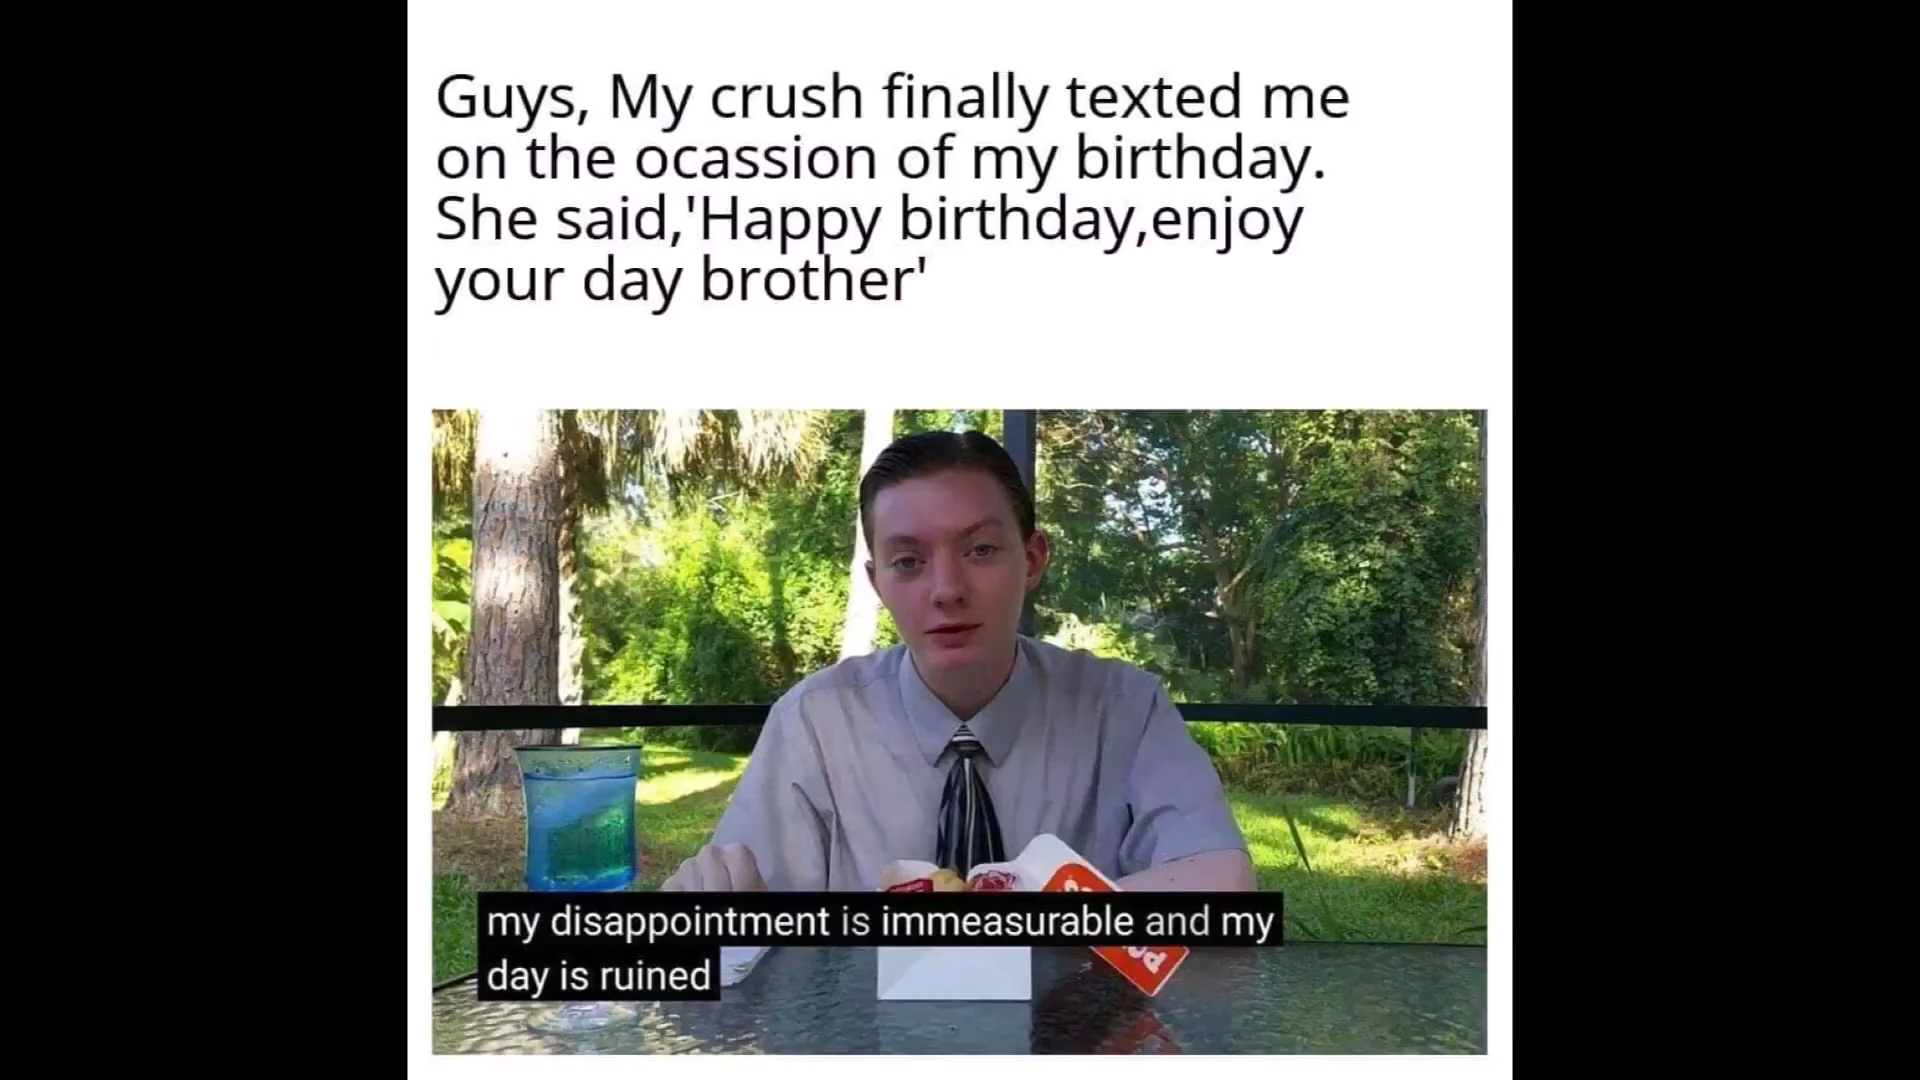 Guys, My crush finally texted me
on the ocassion of my birthday.
She said,'Happy birthday,enjoy
your day brother'
my disappointment is immeasurable and my
day is ruined